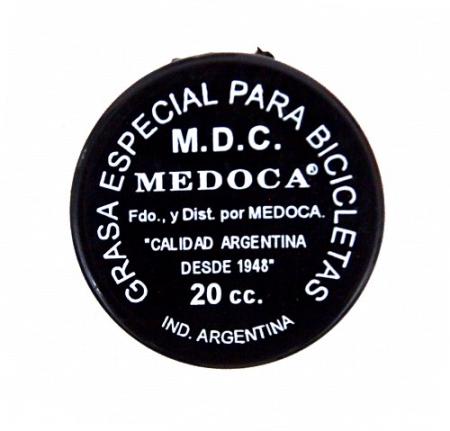 GRASA ESPECIAL PARA BICICLETAS
M.D.C.
MEDOCA®
Fdo., y Dist. por MEDOCA.
"CALIDAD ARGENTINA
DESDE 1948"
20 cc.
IND. ARGENTINA